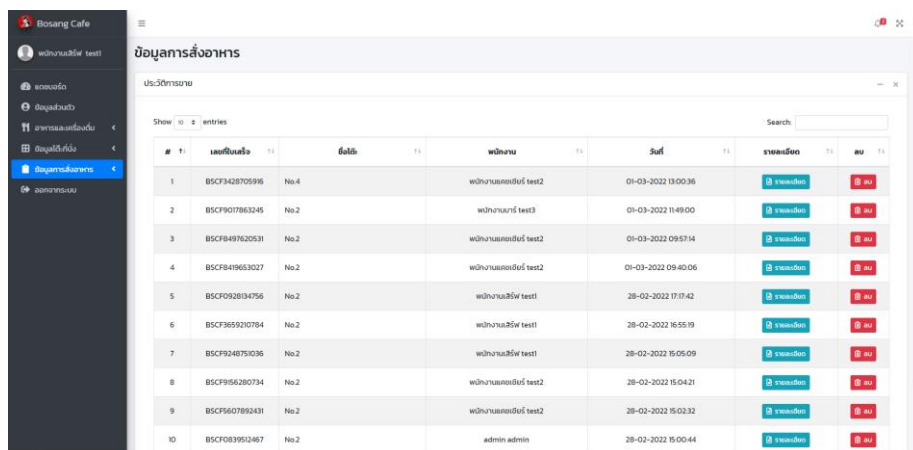 Bosang Cafe
พนักงานเสิร์ฟ test1
ข้อมูลการสั่งอาหาร
แดชบอร์ด
ข้อมูลส่วนตัว
อาหารและเครื่องดื่ม
ข้อมูลโต๊ะที่นั่ง
ข้อมูลการสั่งอาหาร
ออกจากระบบ
ประวัติการขาย
Show 10 entries
Search:
# เลขที่ใบเสร็จ ชื่อโต๊ะ พนักงาน วันที่ รายละเอียด ลบ
1 BSCF3428705916 No.4 พนักงานแคชเชียร์ test2 01-03-2022 13:00:36 รายละเอียด ลบ
2 BSCF9017863245 No.2 พนักงานบาร์ test3 01-03-2022 11:49:00 รายละเอียด ลบ
3 BSCF8497620531 No.2 พนักงานแคชเชียร์ test2 01-03-2022 09:57:14 รายละเอียด ลบ
4 BSCF8419653027 No.2 พนักงานแคชเชียร์ test2 01-03-2022 09:40:06 รายละเอียด ลบ
5 BSCF0928134756 No.2 พนักงานเสิร์ฟ test1 28-02-2022 17:17:42 รายละเอียด ลบ
6 BSCF3659210784 No.2 พนักงานเสิร์ฟ test1 28-02-2022 16:55:19 รายละเอียด ลบ
7 BSCF9248751036 No.2 พนักงานเสิร์ฟ test1 28-02-2022 15:05:09 รายละเอียด ลบ
8 BSCF9156280734 No.2 พนักงานแคชเชียร์ test2 28-02-2022 15:04:21 รายละเอียด ลบ
9 BSCF5607892431 No.2 พนักงานแคชเชียร์ test2 28-02-2022 15:02:32 รายละเอียด ลบ
10 BSCF0839512467 No.2 admin admin 28-02-2022 15:00:44 รายละเอียด ลบ